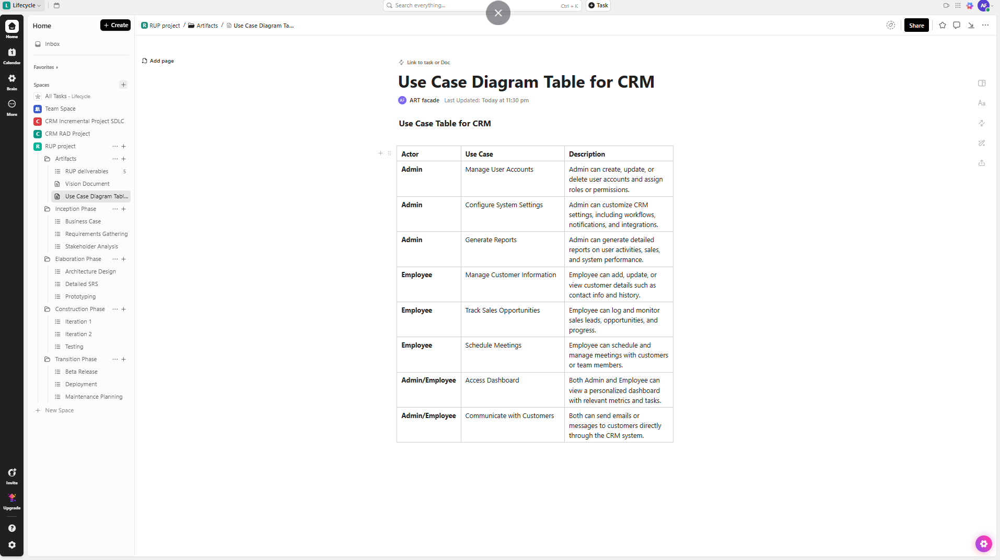 L Lifecycle
Search everything... Ctrl + K
Task
AF
Home
Calendar
Brain
More
Invite
Upgrade
Home
Create
Inbox
Favorites
Spaces
All Tasks - Lifecycle
Team Space
C CRM Incremental Project SDLC
C CRM RAD Project
R RUP project
Artifacts
RUP deliverables 5
Vision Document
Use Case Diagram Tabl...
Inception Phase
Business Case
Requirements Gathering
Stakeholder Analysis
Elaboration Phase
Architecture Design
Detailed SRS
Prototyping
Construction Phase
Iteration 1
Iteration 2
Testing
Transition Phase
Beta Release
Deployment
Maintenance Planning
New Space
R RUP project / Artifacts / Use Case Diagram Ta...
Share
Add page
Link to task or Doc
Use Case Diagram Table for CRM
AF ART facade Last Updated: Today at 11:30 pm
Aa
Use Case Table for CRM
Actor Use Case Description
Admin Manage User Accounts Admin can create, update, or
delete user accounts and assign
roles or permissions.
Admin Configure System Settings Admin can customize CRM
settings, including workflows,
notifications, and integrations.
Admin Generate Reports Admin can generate detailed
reports on user activities, sales,
and system performance.
Employee Manage Customer Information Employee can add, update, or
view customer details such as
contact info and history.
Employee Track Sales Opportunities Employee can log and monitor
sales leads, opportunities, and
progress.
Employee Schedule Meetings Employee can schedule and
manage meetings with customers
or team members.
Admin/Employee Access Dashboard Both Admin and Employee can
view a personalized dashboard
with relevant metrics and tasks.
Admin/Employee Communicate with Customers Both can send emails or
messages to customers directly
through the CRM system.